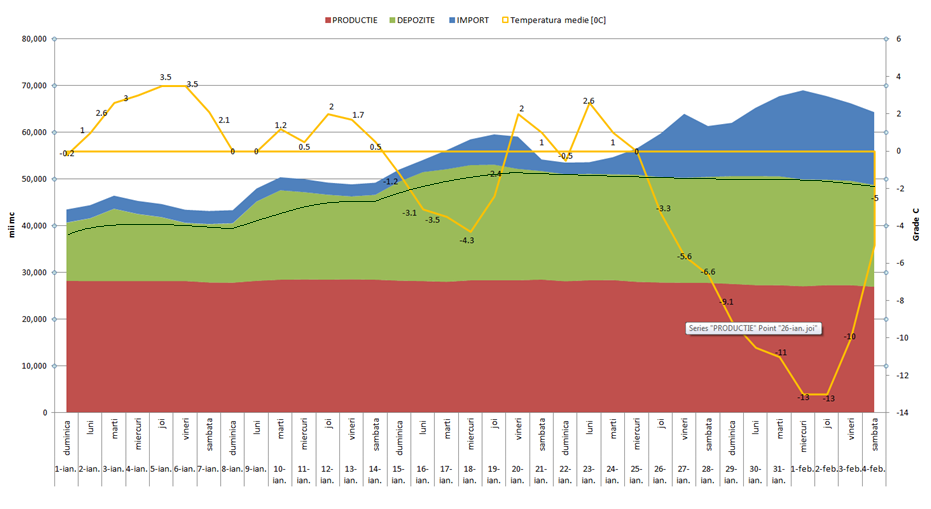 PRODUCTIE DEPOZITE IMPORT Temperatura medie [0C]
80,000
70,000
60,000
50,000
40,000
30,000
20,000
10,000
0
mii mc
6
4
2
0
-2
-4
-6
-8
-10
-12
-14
Grade C
-0.2 1 2.6 3 3.5 3.5 2.1 0 0 1.2 0.5 2 1.7 0.5 -1.2 -3.1 -3.5 -4.3 -2.4 2 1 -0.5 2.6 1 0 -3.3 -5.6 -6.6 -9.1 -11 -13 -13 -10 -5
Series "PRODUCTIE" Point "26-ian. joi"
duminica luni marti miercuri joi vineri sambata duminica luni marti miercuri joi vineri sambata duminica luni marti miercuri joi vineri sambata duminica luni marti miercuri joi vineri sambata duminica luni marti miercuri joi vineri sambata
1-ian. 2-ian. 3-ian. 4-ian. 5-ian. 6-ian. 7-ian. 8-ian. 9-ian. 10-ian. 11-ian. 12-ian. 13-ian. 14-ian. 15-ian. 16-ian. 17-ian. 18-ian. 19-ian. 20-ian. 21-ian. 22-ian. 23-ian. 24-ian. 25-ian. 26-ian. 27-ian. 28-ian. 29-ian. 30-ian. 31-ian. 1-feb. 2-feb. 3-feb. 4-feb.